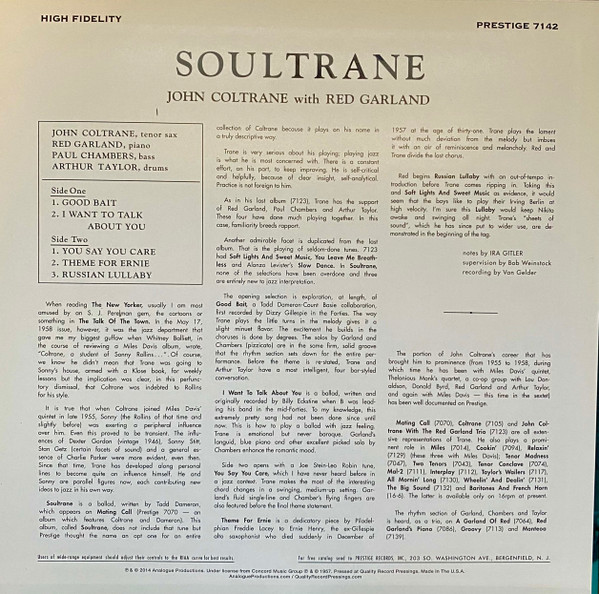 HIGH FIDELITY
PRESTIGE 7142
SOULTRANE
JOHN COLTRANE with RED GARLAND
JOHN COLTRANE, tenor sax
RED GARLAND, piano
PAUL CHAMBERS, bass
ARTHUR TAYLOR, drums
Side One
1. GOOD BAIT
2. I WANT TO TALK
ABOUT YOU
Side Two
1. YOU SAY YOU CARE
2. THEME FOR ERNIE
3. RUSSIAN LULLABY
When reading The New Yorker, usually I am most
amused by an S. J. Perelman gem, the cartoons or
something in The Talk Of The Town. In the May 17,
1958 issue, however, it was the jazz department that
gave me my biggest guffaw when Whitney Balliett, in
the course of reviewing a Miles Davis album, wrote,
"Coltrane, a student of Sonny Rollins. . . ." Of course,
we know he didn't mean that Trane was going to
Sonny's house, armed with a Klose book, for weekly
lessons but the implication was clear, in this perfunc-
tory dismissal, that Coltrane was indebted to Rollins
for his style.
It is true that when Coltrane joined Miles Davis'
quintet in late 1955, Sonny (the Rollins of that time and
slightly before) was exerting a peripheral influence
over him. Even this proved to be transient. The influ-
ences of Dexter Gordon (vintage 1946), Sonny Stitt,
Stan Getz (certain facets of sound) and a general es-
sence of Charlie Parker were more evident, even then.
Since that time, Trane has developed along personal
lines to become quite an influence himself. He and
Sonny are parallel figures now, each contributing new
ideas to jazz in his own way.
Soultrane is a ballad, written by Tadd Dameron,
which appears on Mating Call (Prestige 7070 — an
album which features Coltrane and Dameron). This
album, called Soultrane, does not include that tune but
Prestige thought the name an apt one for an entire
collection of Coltrane because it plays on his name in
a truly descriptive way.
Trane is very serious about his playing; playing jazz
is what he is most concerned with. There is a constant
effort, on his part, to keep improving. He is self-critical
and helpfully, because of clear insight, self-analytical.
Practice is not foreign to him.
As in his last album (7123), Trane has the support
of Red Garland, Paul Chambers and Arthur Taylor.
These four have done much playing together. In this
case, familiarity breeds rapport.
Another admirable facet is duplicated from the last
album. That is the playing of seldom-done tunes. 7123
had Soft Lights And Sweet Music, You Leave Me Breath-
less and Alonzo Levister's Slow Dance. In Soultrane,
none of the selections have been overdone and three
are entirely new to jazz interpretation.
The opening selection is exploration, at length, of
Good Bait, a Tadd Dameron-Count Basie collaboration,
first recorded by Dizzy Gillespie in the Forties. The way
Trane plays the little turns in the melody gives it a
slight minuet flavor. The excitement he builds in the
choruses is done by degrees. The solos by Garland and
Chambers (pizzicato) are in the same firm, solid groove
that the rhythm section sets down for the entire per-
formance. Before the theme is re-stated, Trane and
Arthur Taylor have a most intelligent, four bar-styled
conversation.
I Want To Talk About You is a ballad, written and
originally recorded by Billy Eckstine when B was lead-
ing his band in the mid-Forties. To my knowledge, this
extremely pretty song had not been done since until
now. This is how to play a ballad with jazz feeling.
Trane is emotional but never baroque. Garland's
languid, blue piano and other excellent picked solo by
Chambers enhance the romantic mood.
Side two opens with a Joe Stein-Leo Robin tune,
You Say You Care, which I have never heard before in
a jazz context. Trane makes the most of the interesting
chord changes in a swinging, medium-up setting. Gar-
land's fluid single-line and Chamber's flying fingers are
also featured before the final theme statement.
Theme For Ernie is a dedicatory piece by Philadel-
phian Freddie Lacey to Ernie Henry, the ex-Gillespie
alto saxophonist who died suddenly in December of
1957 at the age of thirty-one. Trane plays the lament
without much deviation from the melody but imbues
it with an air of reminiscence and melancholy. Red and
Trane divide the last chorus.
Red begins Russian Lullaby with an out-of-tempo in-
troduction before Trane comes ripping in. Taking this
and Soft Lights And Sweet Music as evidence, it would
seem that the boys like to play their Irving Berlin at
high velocity. I'm sure this Lullaby would keep Nikita
awake and swinging all night. Trane's "sheets of
sound", which he has since put to wider use, are de-
monstrated in the beginning of the tag.
notes by IRA GITLER
supervision by Bob Weinstock
recording by Van Gelder
The portion of John Coltrane's career that has
brought him to prominence (from 1955 to 1958, during
which time he has been with Miles Davis' quintet,
Thelonious Monk's quartet, a co-op group with Lou Don-
aldson, Donald Byrd, Red Garland and Arthur Taylor,
and again with Miles Davis — this time in the sextet)
has been well documented on Prestige.
Mating Call (7070), Coltrane (7105) and John Col-
trane With The Red Garland Trio (7123) are all exten-
sive representations of Trane. He also plays a promi-
nent role in Miles (7014), Cookin' (7094), Relaxin'
(7129) (these three with Miles Davis), Tenor Madness
(7047), Two Tenors (7043), Tenor Conclave (7074),
Mal-2 (7111), Interplay (7112), Taylor's Wailers (7117),
All Mornin' Long (7130), Wheelin' And Dealin' (7131),
The Big Sound (7132) and Baritones And French Horn
(16-6). The latter is available only on 16rpm at present.
The rhythm section of Garland, Chambers and Taylor
is heard, as a trio, on A Garland Of Red (7064), Red
Garland's Piano (7086), Groovy (7113) and Manteca
(7139).
Users of wide-range equipment should adjust their controls to the RIAA curve for best results
For free catalog send to PRESTIGE RECORDS, INC., 203 SO. WASHINGTON AVE., BERGENFIELD, N. J.
℗ & © 2014 Analogue Productions. Under license from Concord Music Group ℗ & © 1957. Pressed at Quality Record Pressings. Made In The U.S.A.
AnalogueProductions.com / QualityRecordPressings.com